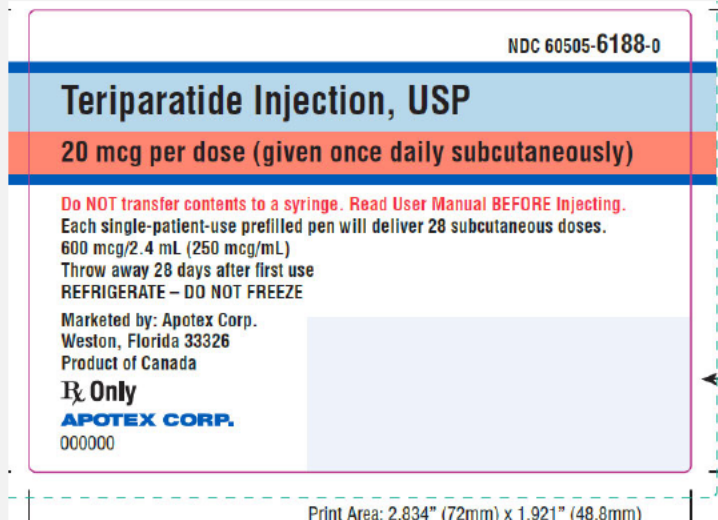 NDC 60505-6188-0
Teriparatide Injection, USP
20 mcg per dose (given once daily subcutaneously)
Do NOT transfer contents to a syringe. Read User Manual BEFORE Injecting.
Each single-patient-use prefilled pen will deliver 28 subcutaneous doses.
600 mcg/2.4 mL (250 mcg/mL)
Throw away 28 days after first use
REFRIGERATE – DO NOT FREEZE
Marketed by: Apotex Corp.
Weston, Florida 33326
Product of Canada
℞ Only
APOTEX CORP.
000000
Print Area: 2.834" (72mm) x 1.921" (48.8mm)